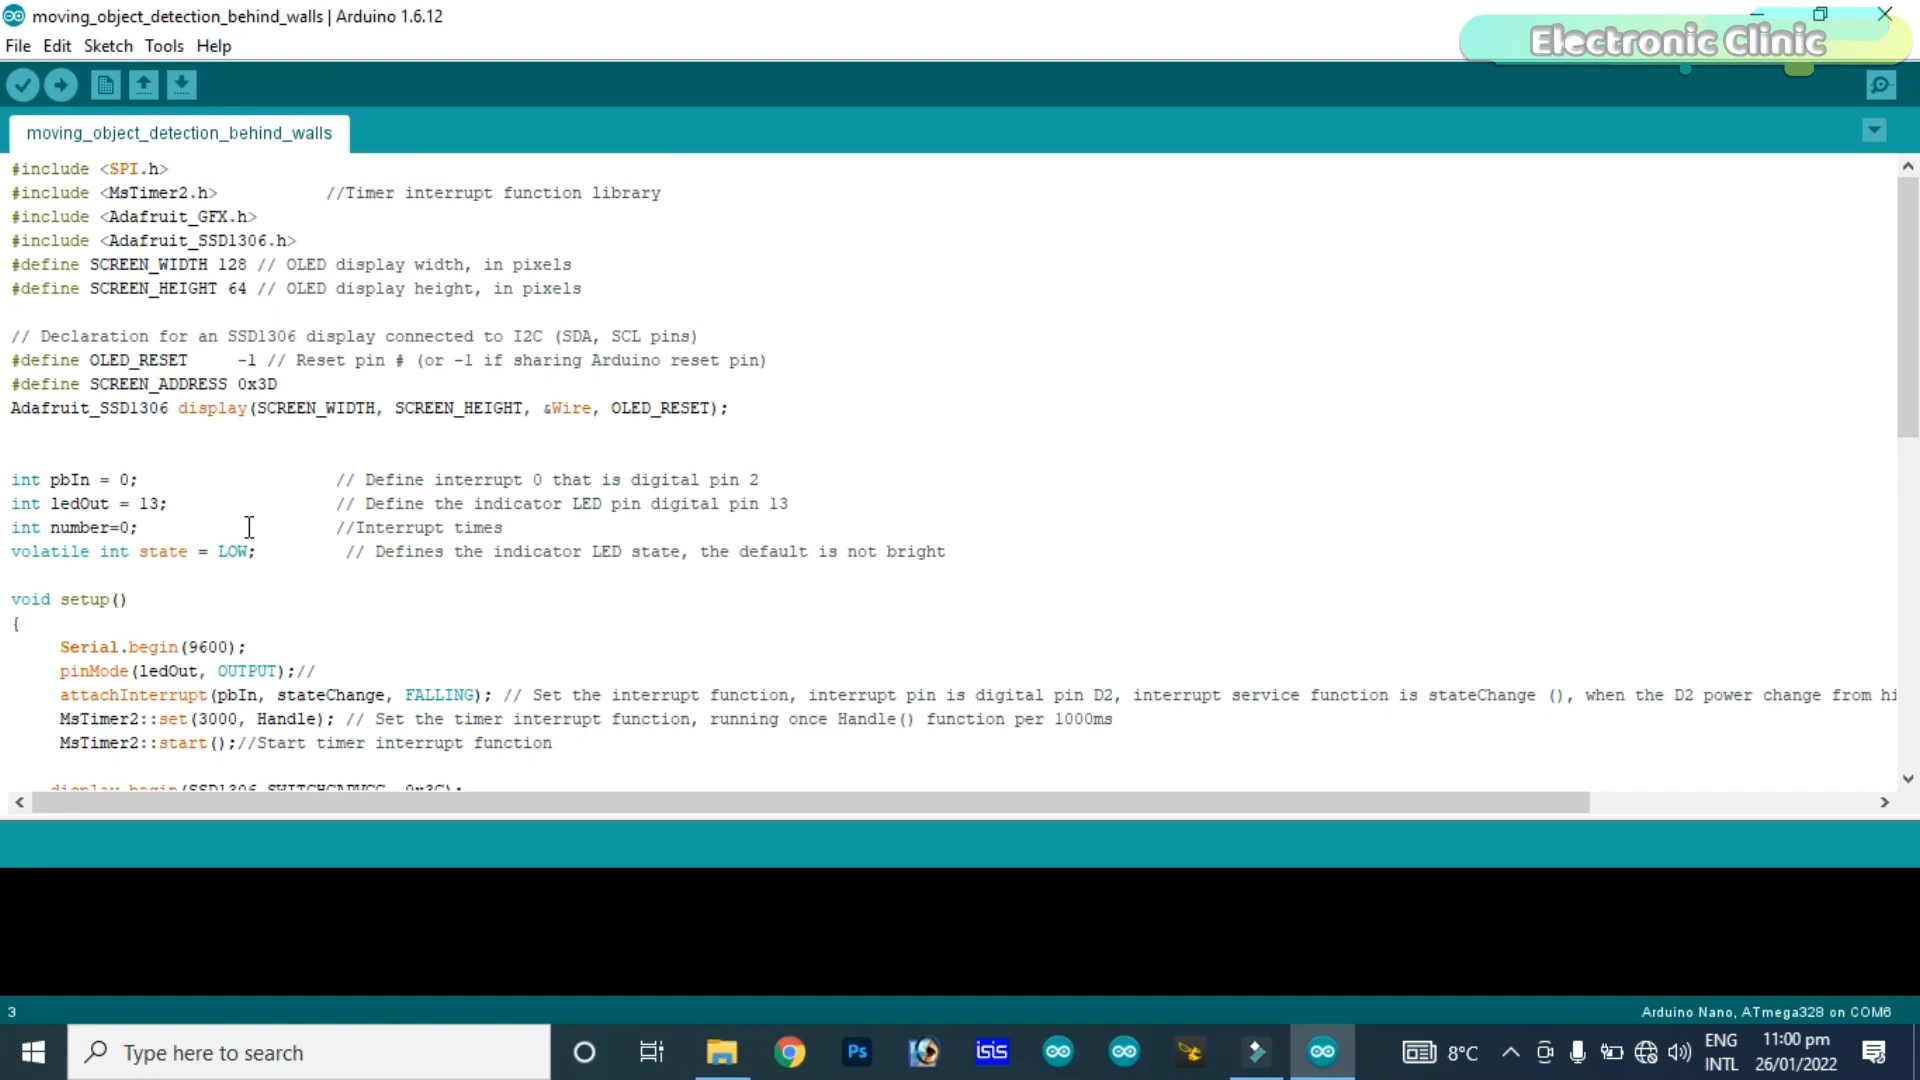 moving_object_detection_behind_walls | Arduino 1.6.12
Electronic Clinic
File Edit Sketch Tools Help
moving_object_detection_behind_walls
#include <SPI.h>
#include <MsTimer2.h> //Timer interrupt function library
#include <Adafruit_GFX.h>
#include <Adafruit_SSD1306.h>
#define SCREEN_WIDTH 128 // OLED display width, in pixels
#define SCREEN_HEIGHT 64 // OLED display height, in pixels
// Declaration for an SSD1306 display connected to I2C (SDA, SCL pins)
#define OLED_RESET -1 // Reset pin # (or -1 if sharing Arduino reset pin)
#define SCREEN_ADDRESS 0x3D
Adafruit_SSD1306 display(SCREEN_WIDTH, SCREEN_HEIGHT, &Wire, OLED_RESET);
int pbIn = 0; // Define interrupt 0 that is digital pin 2
int ledOut = 13; // Define the indicator LED pin digital pin 13
int number=0; //Interrupt times
volatile int state = LOW; // Defines the indicator LED state, the default is not bright
void setup()
{
Serial.begin(9600);
pinMode(ledOut, OUTPUT);//
attachInterrupt(pbIn, stateChange, FALLING); // Set the interrupt function, interrupt pin is digital pin D2, interrupt service function is stateChange (), when the D2 power change from hi
MsTimer2::set(3000, Handle); // Set the timer interrupt function, running once Handle() function per 1000ms
MsTimer2::start();//Start timer interrupt function
display.begin(SSD1306_SWITCHCAPVCC, 0x3C);
3
Arduino Nano, ATmega328 on COM6
Type here to search
Ps
isis
8°C
ENG
INTL
11:00 pm
26/01/2022